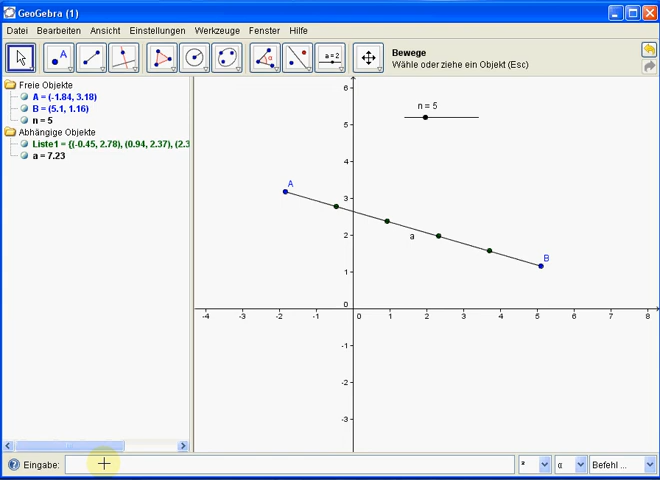 GeoGebra (1)
Datei Bearbeiten Ansicht Einstellungen Werkzeuge Fenster Hilfe
A
α
a = 2
Bewege
Wähle oder ziehe ein Objekt (Esc)
Freie Objekte
A = (-1.84, 3.18)
B = (5.1, 1.16)
n = 5
Abhängige Objekte
Liste1 = {(-0.45, 2.78), (0.94, 2.37), (2.3
a = 7.23
n = 5
A
a
B
6
5
4
3
2
1
0
-1
-2
-3
-4 -3 -2 -1 0 1 2 3 4 5 6 7 8
Eingabe:
² α Befehl ...